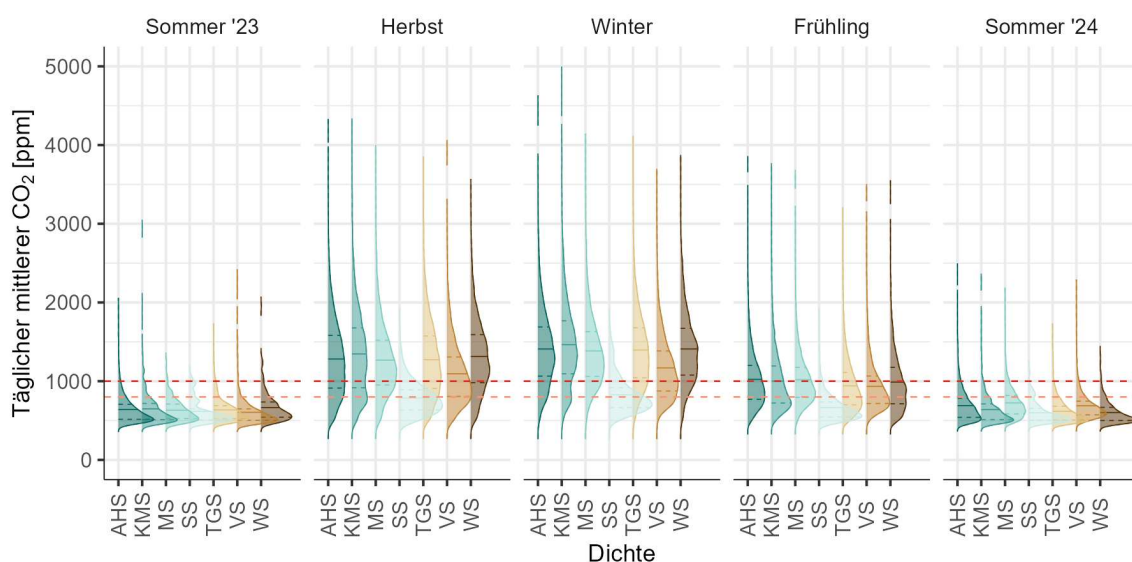 Sommer '23 Herbst Winter Frühling Sommer '24
Täglicher mittlerer CO₂ [ppm]
5000
4000
3000
2000
1000
0
AHS KMS MS SS TGS VS WS AHS KMS MS SS TGS VS WS AHS KMS MS SS TGS VS WS AHS KMS MS SS TGS VS WS AHS KMS MS SS TGS VS WS
Dichte